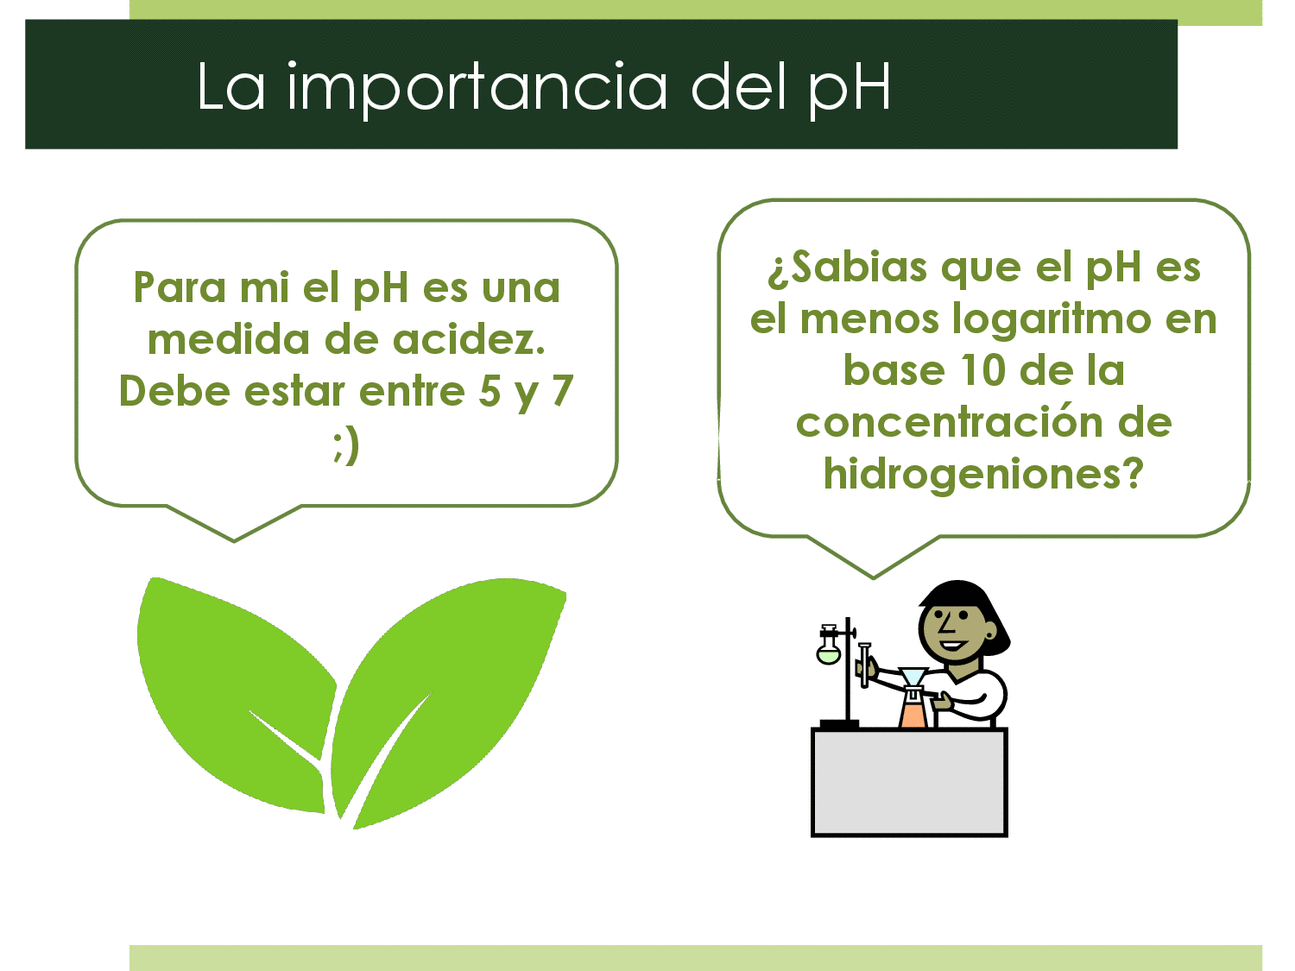 La importancia del pH
Para mi el pH es una
medida de acidez.
Debe estar entre 5 y 7
;)
¿Sabias que el pH es
el menos logaritmo en
base 10 de la
concentración de
hidrogeniones?